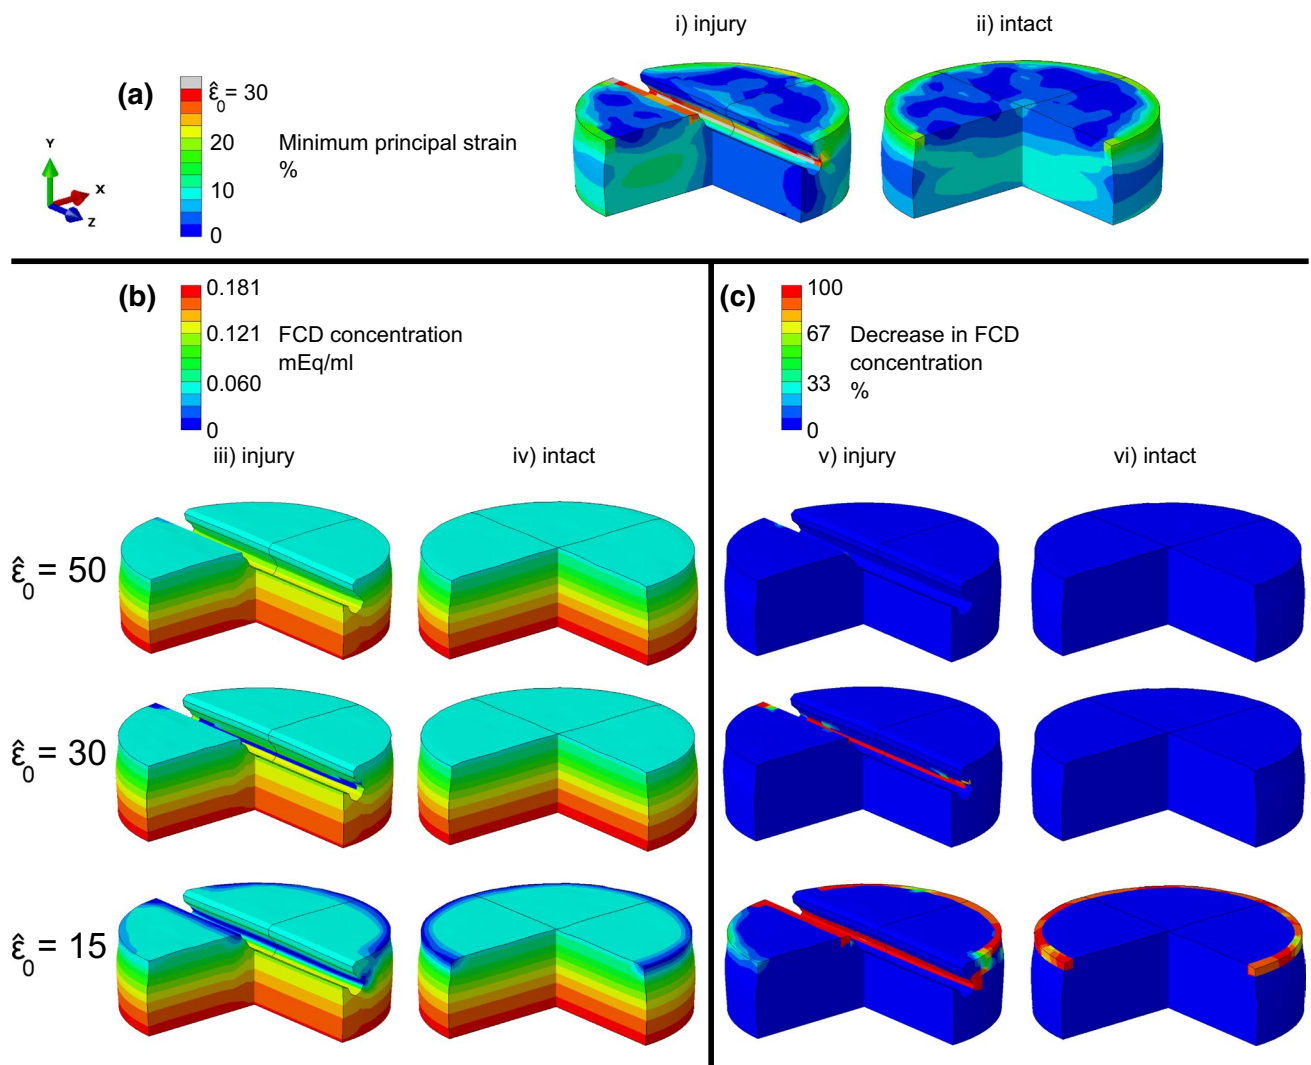 i) injury
ii) intact
(a)
ε̂₀ = 30
20
10
0
Minimum principal strain
%
Y
X
Z
(b)
0.181
0.121
0.060
0
FCD concentration
mEq/ml
(c)
100
67
33
0
Decrease in FCD
concentration
%
iii) injury
iv) intact
v) injury
vi) intact
ε̂₀ = 50
ε̂₀ = 30
ε̂₀ = 15